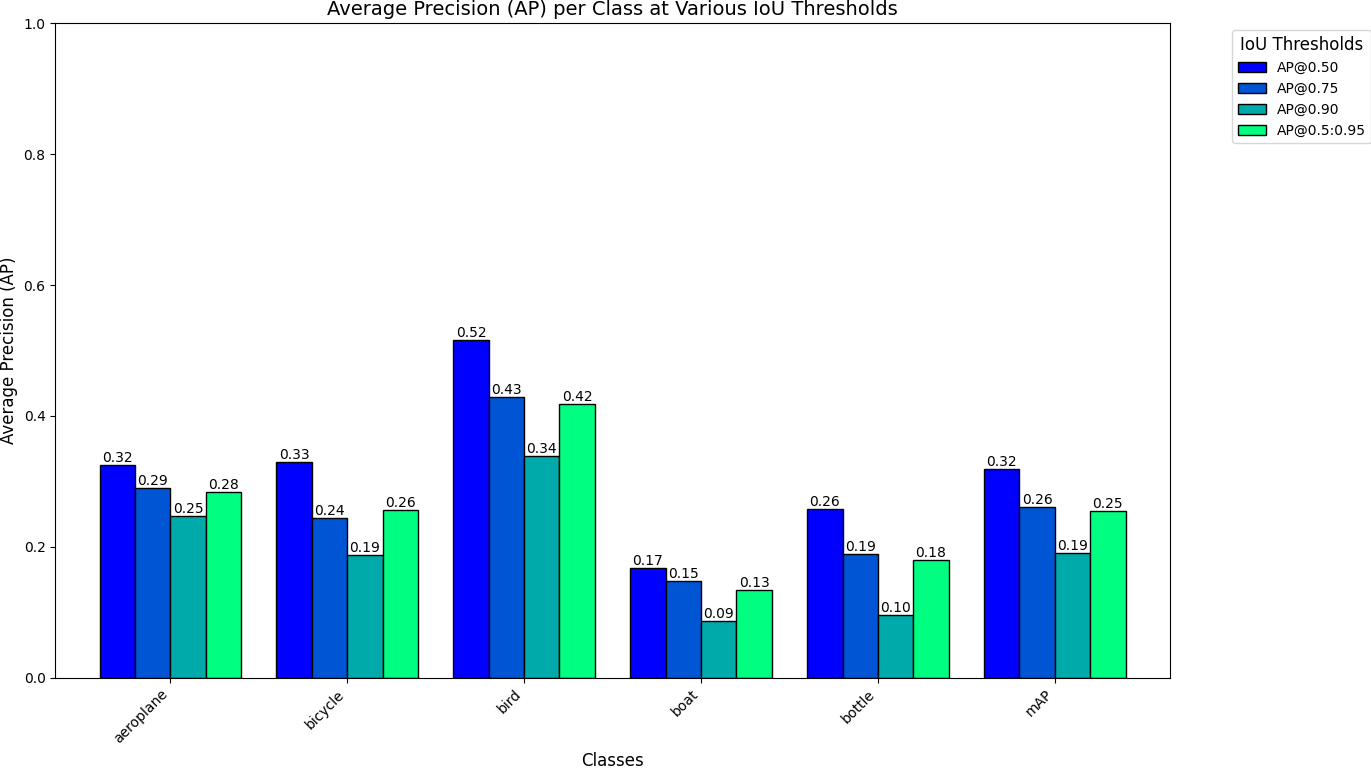 Average Precision (AP) per Class at Various IoU Thresholds
1.0
0.8
0.6
0.4
0.2
0.0
Average Precision (AP)
0.32
0.29
0.25
0.28
0.33
0.24
0.19
0.26
0.52
0.43
0.34
0.42
0.17
0.15
0.09
0.13
0.26
0.19
0.10
0.18
0.32
0.26
0.19
0.25
aeroplane
bicycle
bird
boat
bottle
mAP
Classes
IoU Thresholds
AP@0.50
AP@0.75
AP@0.90
AP@0.5:0.95